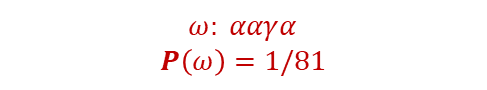 ω: ααγα
P(ω) = 1/81